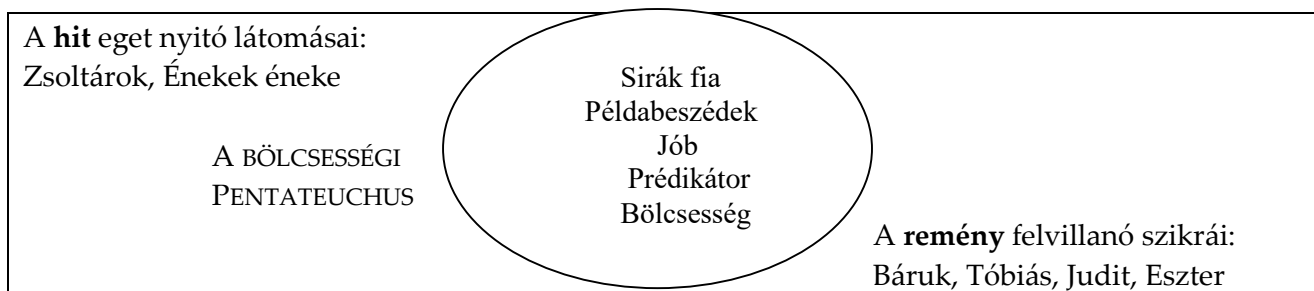 A hit eget nyitó látomásai:
Zsoltárok, Énekek éneke
A BÖLCSESSÉGI
PENTATEUCHUS
Sirák fia
Példabeszédek
Jób
Prédikátor
Bölcsesség
A remény felvillanó szikrái:
Báruk, Tóbiás, Judit, Eszter